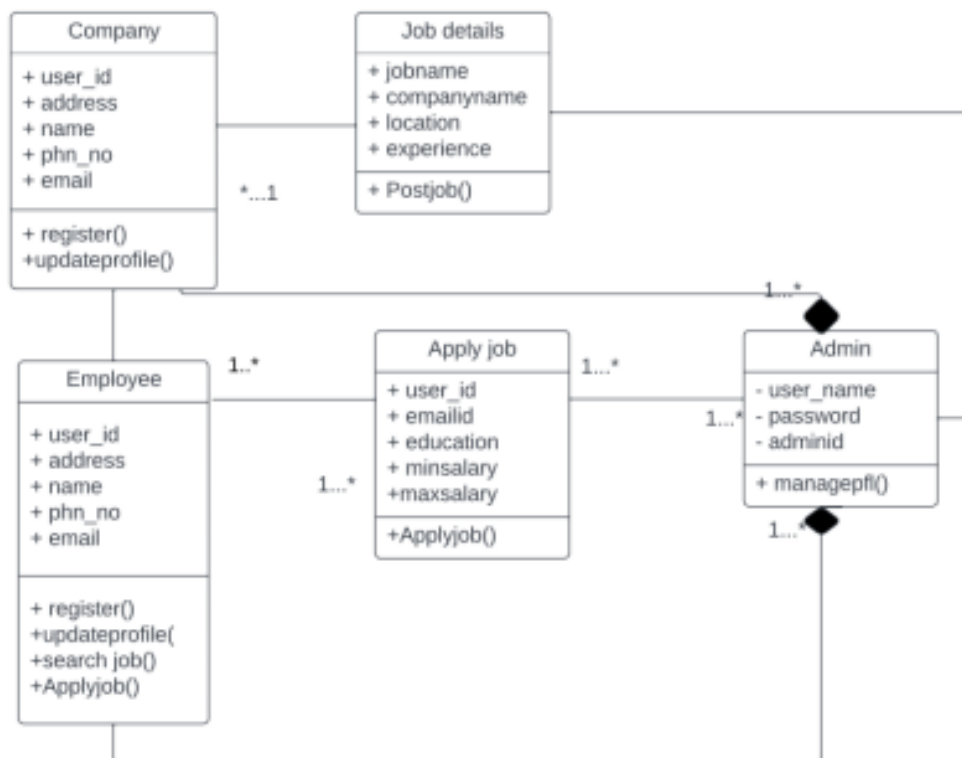 Company
+ user_id
+ address
+ name
+ phn_no
+ email
+ register()
+updateprofile()
Job details
+ jobname
+ companyname
+ location
+ experience
+ Postjob()
*...1
1...*
Employee
+ user_id
+ address
+ name
+ phn_no
+ email
+ register()
+updateprofile(
+search job()
+Applyjob()
1..*
1...*
Apply job
+ user_id
+ emailid
+ education
+ minsalary
+maxsalary
+Applyjob()
1...*
1...*
Admin
- user_name
- password
- adminid
+ managepfl()
1...*